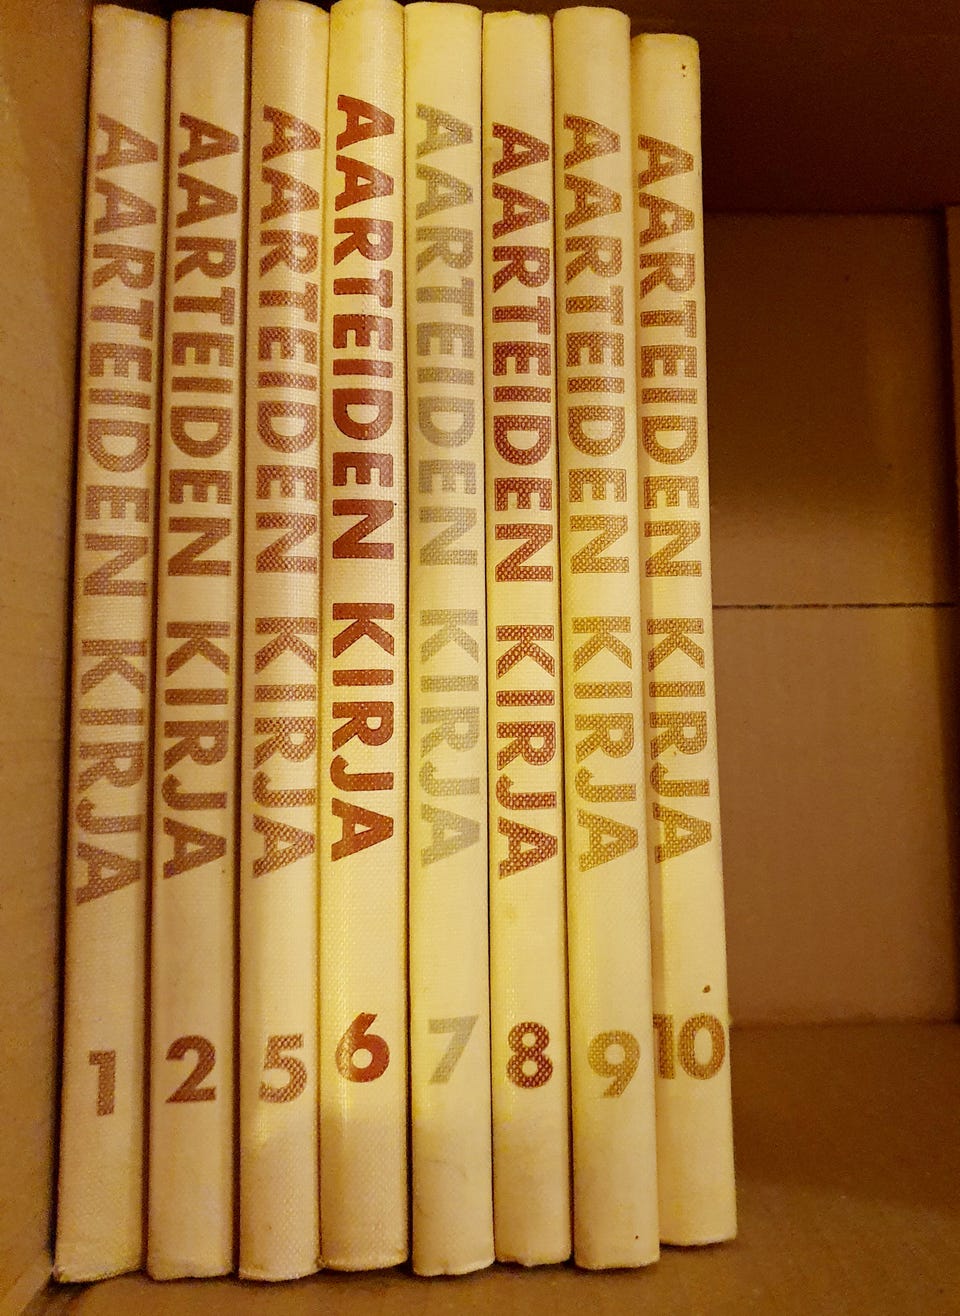 AARTEIDEN KIRJA 1
AARTEIDEN KIRJA 2
AARTEIDEN KIRJA 5
AARTEIDEN KIRJA 6
AARTEIDEN KIRJA 7
AARTEIDEN KIRJA 8
AARTEIDEN KIRJA 9
AARTEIDEN KIRJA 10